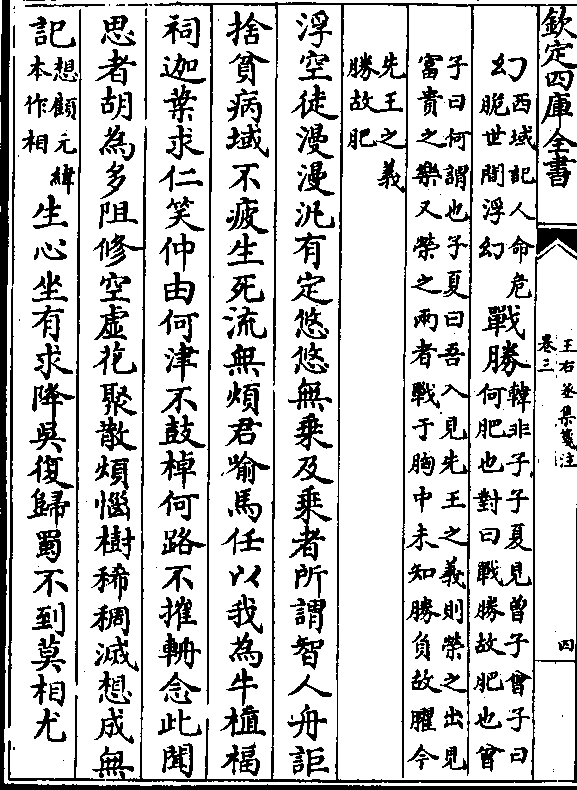 欽定四庫全書
王右丞集箋注
卷三
四
幻西域記人命危
脆世間浮幻
戰勝韓非子子夏見曾子曾子曰
何肥也對曰戰勝故肥也曾
子曰何謂也子夏曰吾入見先王之義則榮之出見
富貴之樂又榮之兩者戰于胸中未知勝負故臞今
先王之義
勝故肥
浮空徒漫漫汎有定悠悠無乗及乗者所謂智人舟詎
捨貧病域不疲生死流無煩君喻馬任以我為牛植福
祠迦葉求仁笑仲由何津不鼓棹何路不摧輈念此聞
思者胡為多阻修空虚花聚散煩惱樹稀稠滅想成無
記想顧元緯
本作相
生心坐有求降吳復歸蜀不到莫相尤